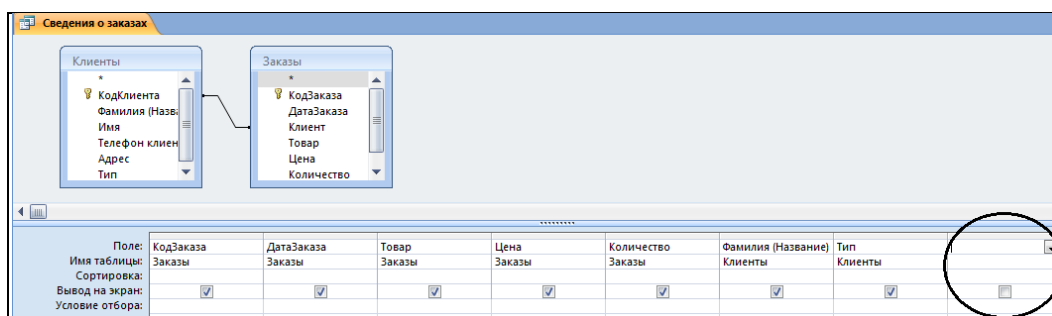 Сведения о заказах
Клиенты
*
КодКлиента
Фамилия (Назва
Имя
Телефон клиен
Адрес
Тип
Заказы
*
КодЗаказа
ДатаЗаказа
Клиент
Товар
Цена
Количество
Поле: КодЗаказа ДатаЗаказа Товар Цена Количество Фамилия (Название) Тип
Имя таблицы: Заказы Заказы Заказы Заказы Заказы Клиенты Клиенты
Сортировка:
Вывод на экран:
Условие отбора: